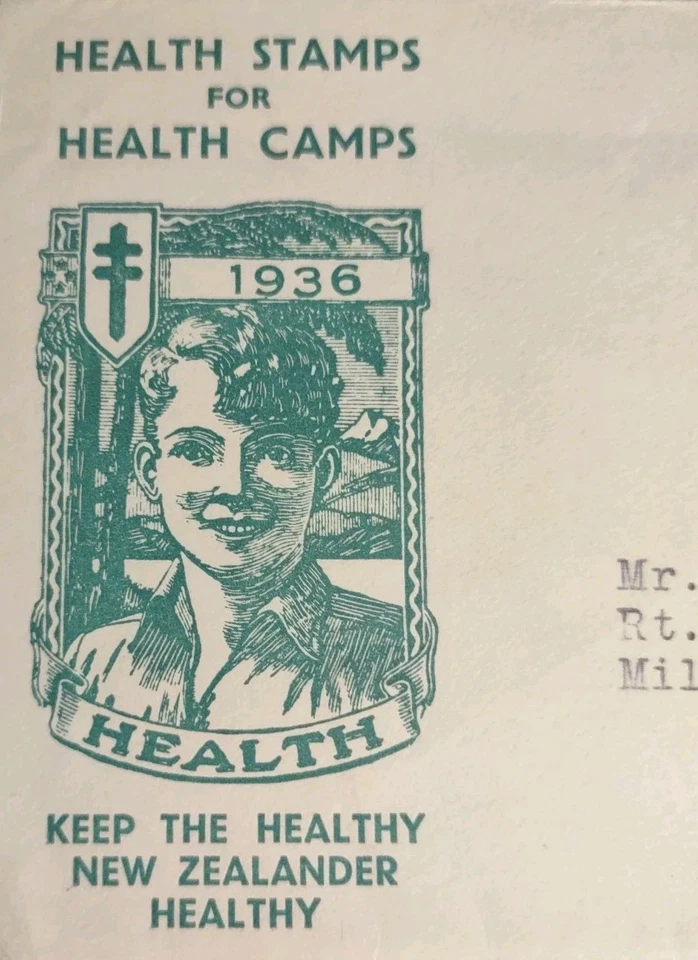 HEALTH STAMPS
FOR
HEALTH CAMPS
1936
HEALTH
KEEP THE HEALTHY
NEW ZEALANDER
HEALTHY
Mr.
Rt.
Mil